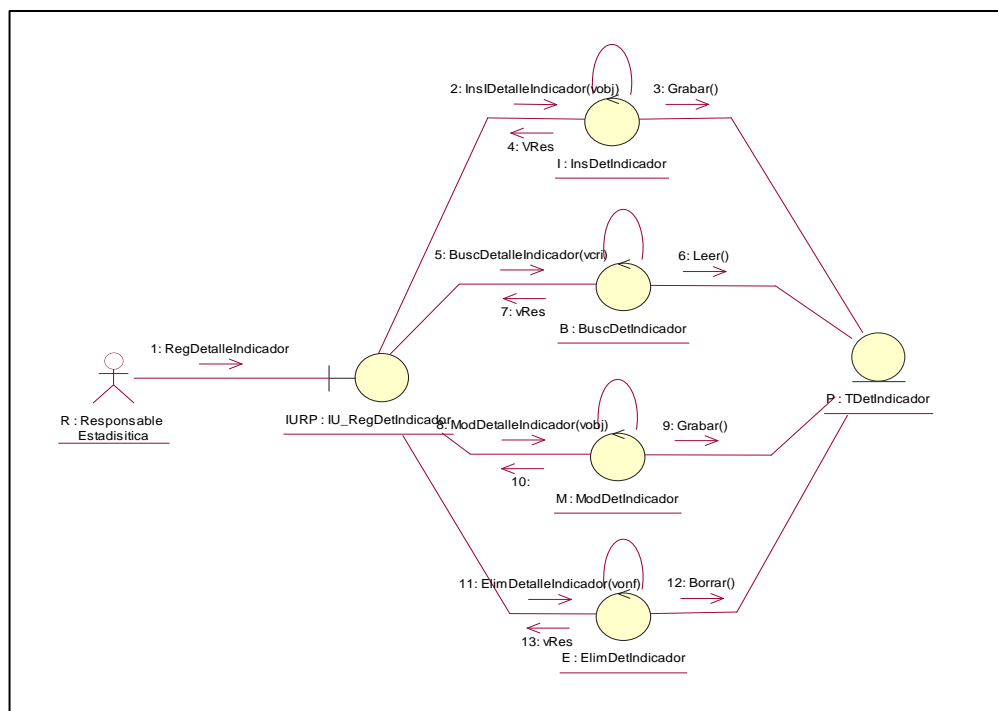 2: InsIDetalleIndicador(vobj)
3: Grabar()
4: VRes
I : InsDetIndicador
5: BuscDetalleIndicador(vcri)
6: Leer()
7: vRes
B : BuscDetIndicador
1: RegDetalleIndicador
R : Responsable
Estadisitica
IURP : IU_RegDetIndicador
P : TDetIndicador
8: ModDetalleIndicador(vobj)
9: Grabar()
10:
M : ModDetIndicador
11: ElimDetalleIndicador(vonf)
12: Borrar()
13: vRes
E : ElimDetIndicador